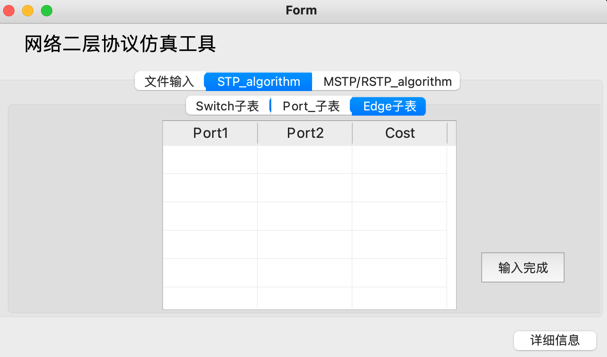 Form
网络二层协议仿真工具
文件输入 STP_algorithm MSTP/RSTP_algorithm
Switch子表 Port_子表 Edge子表
Port1 Port2 Cost
输入完成
详细信息